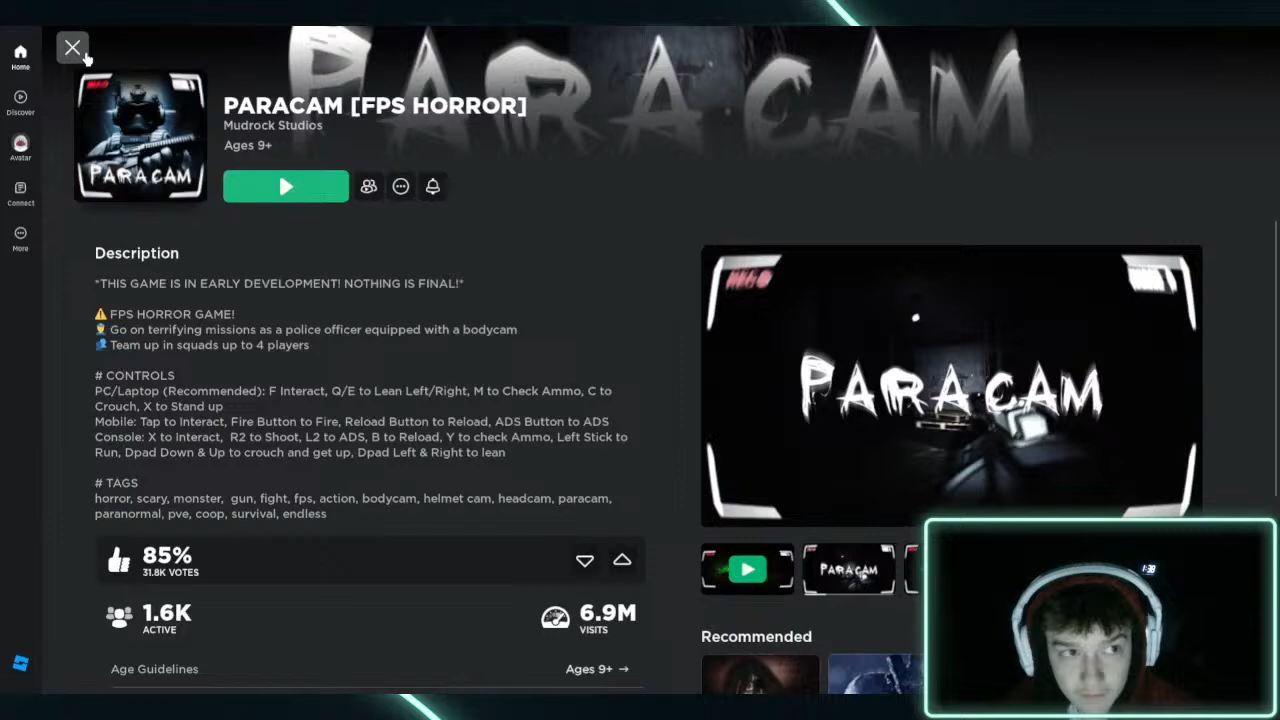 PARACAM
Home
Discover
Avatar
Connect
More
PARACAM
PARACAM [FPS HORROR]
Mudrock Studios
Ages 9+
Description
*THIS GAME IS IN EARLY DEVELOPMENT! NOTHING IS FINAL!*
⚠️ FPS HORROR GAME!
👮 Go on terrifying missions as a police officer equipped with a bodycam
👥 Team up in squads up to 4 players
# CONTROLS
PC/Laptop (Recommended): F Interact, Q/E to Lean Left/Right, M to Check Ammo, C to
Crouch, X to Stand up
Mobile: Tap to Interact, Fire Button to Fire, Reload Button to Reload, ADS Button to ADS
Console: X to Interact,  R2 to Shoot, L2 to ADS, B to Reload, Y to check Ammo, Left Stick to
Run, Dpad Down & Up to crouch and get up, Dpad Left & Right to lean
# TAGS
horror, scary, monster,  gun, fight, fps, action, bodycam, helmet cam, headcam, paracam,
paranormal, pve, coop, survival, endless
85%
31.8K VOTES
1.6K
ACTIVE
6.9M
VISITS
Age Guidelines
Ages 9+ →
PARACAM
PARACAM
Recommended